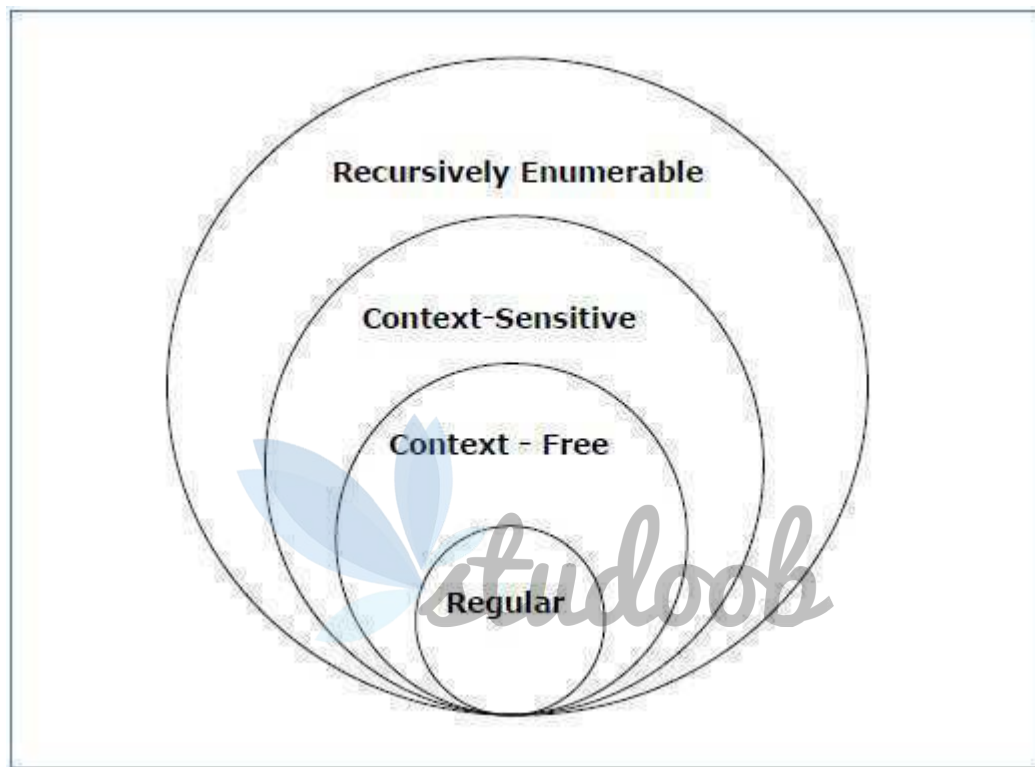 Recursively Enumerable
Context-Sensitive
Context - Free
studoob
Regular